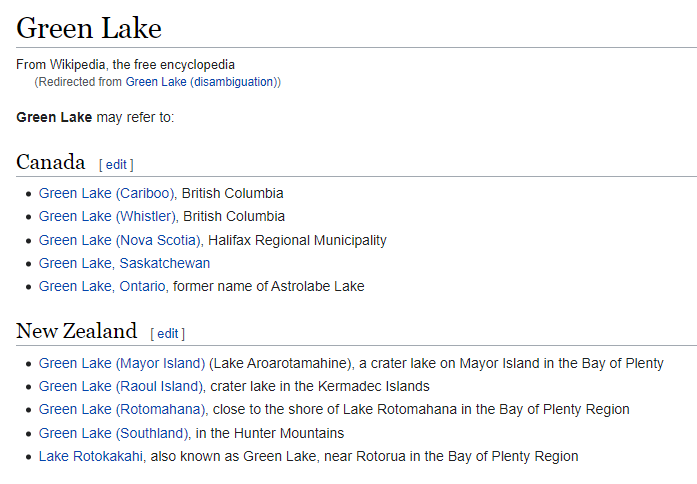 Green Lake
From Wikipedia, the free encyclopedia
(Redirected from Green Lake (disambiguation))
Green Lake may refer to:
Canada [ edit ]
Green Lake (Cariboo), British Columbia
Green Lake (Whistler), British Columbia
Green Lake (Nova Scotia), Halifax Regional Municipality
Green Lake, Saskatchewan
Green Lake, Ontario, former name of Astrolabe Lake
New Zealand [ edit ]
Green Lake (Mayor Island) (Lake Aroarotamahine), a crater lake on Mayor Island in the Bay of Plenty
Green Lake (Raoul Island), crater lake in the Kermadec Islands
Green Lake (Rotomahana), close to the shore of Lake Rotomahana in the Bay of Plenty Region
Green Lake (Southland), in the Hunter Mountains
Lake Rotokakahi, also known as Green Lake, near Rotorua in the Bay of Plenty Region